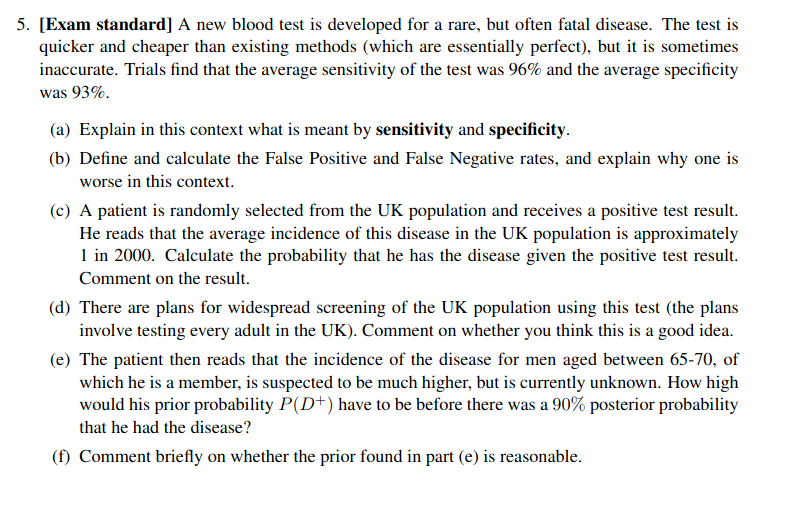 5. [Exam standard] A new blood test is developed for a rare, but often fatal disease. The test is
quicker and cheaper than existing methods (which are essentially perfect), but it is sometimes
inaccurate. Trials find that the average sensitivity of the test was 96% and the average specificity
was 93%.
(a) Explain in this context what is meant by sensitivity and specificity.
(b) Define and calculate the False Positive and False Negative rates, and explain why one is
worse in this context.
(c) A patient is randomly selected from the UK population and receives a positive test result.
He reads that the average incidence of this disease in the UK population is approximately
1 in 2000. Calculate the probability that he has the disease given the positive test result.
Comment on the result.
(d) There are plans for widespread screening of the UK population using this test (the plans
involve testing every adult in the UK). Comment on whether you think this is a good idea.
(e) The patient then reads that the incidence of the disease for men aged between 65-70, of
which he is a member, is suspected to be much higher, but is currently unknown. How high
would his prior probability P(D⁺) have to be before there was a 90% posterior probability
that he had the disease?
(f) Comment briefly on whether the prior found in part (e) is reasonable.